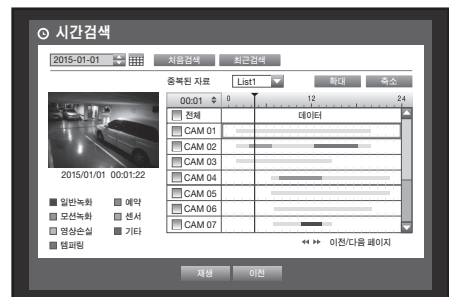 시간검색
2015-01-01 처음검색 최근검색
중복된 자료 List1 확대 축소
00:01 0 12 24
전체 데이터
CAM 01
CAM 02
CAM 03
CAM 04
CAM 05
CAM 06
CAM 07
2015/01/01 00:01:22
일반녹화 예약
모션녹화 센서
영상손실 기타
템퍼링
이전/다음 페이지
재생 이전